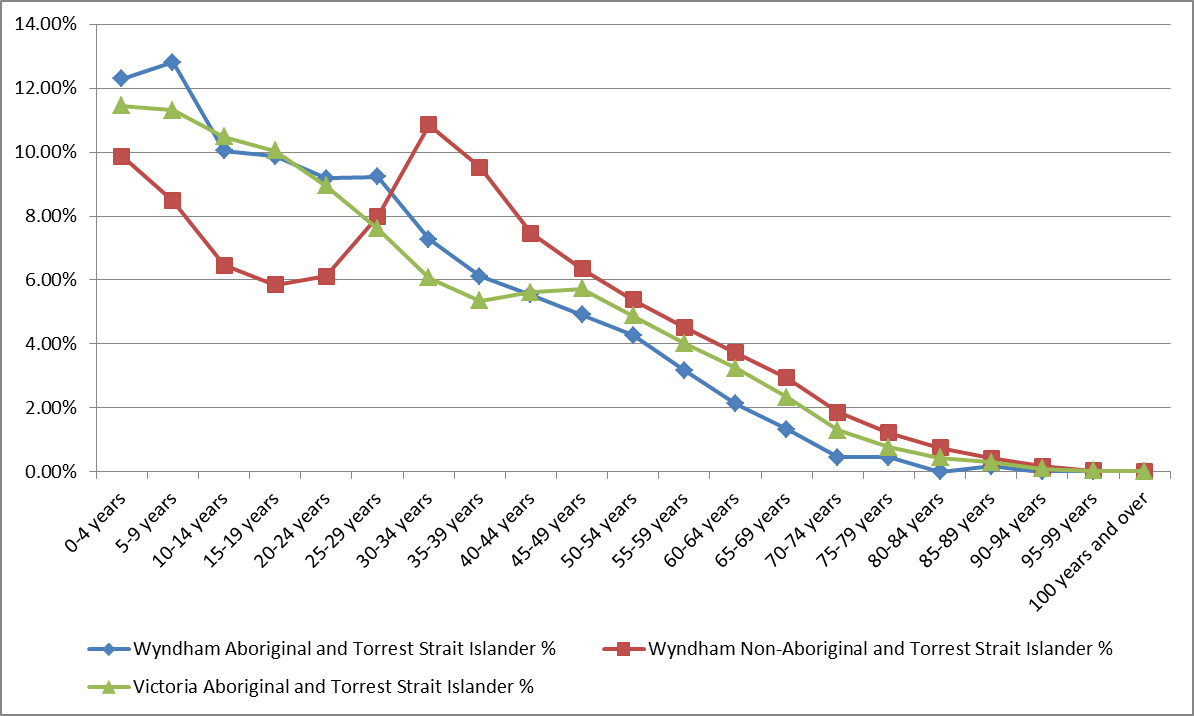 14.00%
12.00%
10.00%
8.00%
6.00%
4.00%
2.00%
0.00%
0-4 years
5-9 years
10-14 years
15-19 years
20-24 years
25-29 years
30-34 years
35-39 years
40-44 years
45-49 years
50-54 years
55-59 years
60-64 years
65-69 years
70-74 years
75-79 years
80-84 years
85-89 years
90-94 years
95-99 years
100 years and over
Wyndham Aboriginal and Torrest Strait Islander %
Wyndham Non-Aboriginal and Torrest Strait Islander %
Victoria Aboriginal and Torrest Strait Islander %